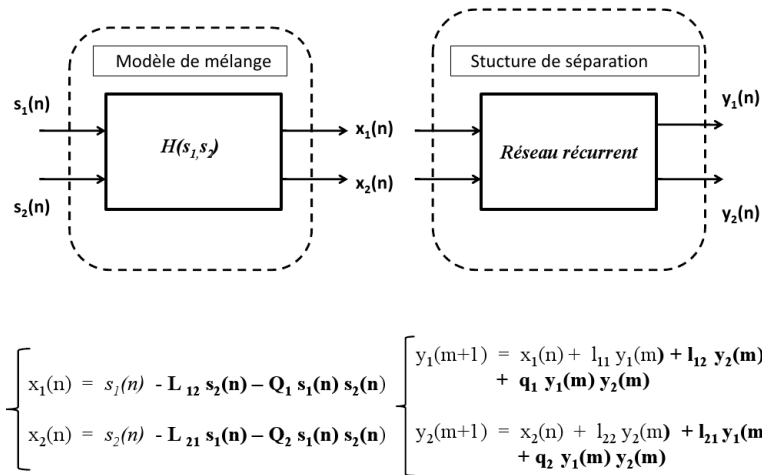 Modèle de mélange
Stucture de séparation
s1(n)
s2(n)
H(s1,s2)
x1(n)
x2(n)
Réseau récurrent
y1(n)
y2(n)
x1(n) = s1(n) - L12 s2(n) – Q1 s1(n) s2(n)
x2(n) = s2(n) - L21 s1(n) – Q2 s1(n) s2(n)
y1(m+1) = x1(n) + l11 y1(m) + l12 y2(m)
+ q1 y1(m) y2(m)
y2(m+1) = x2(n) + l22 y2(m) + l21 y1(m
+ q2 y1(m) y2(m)